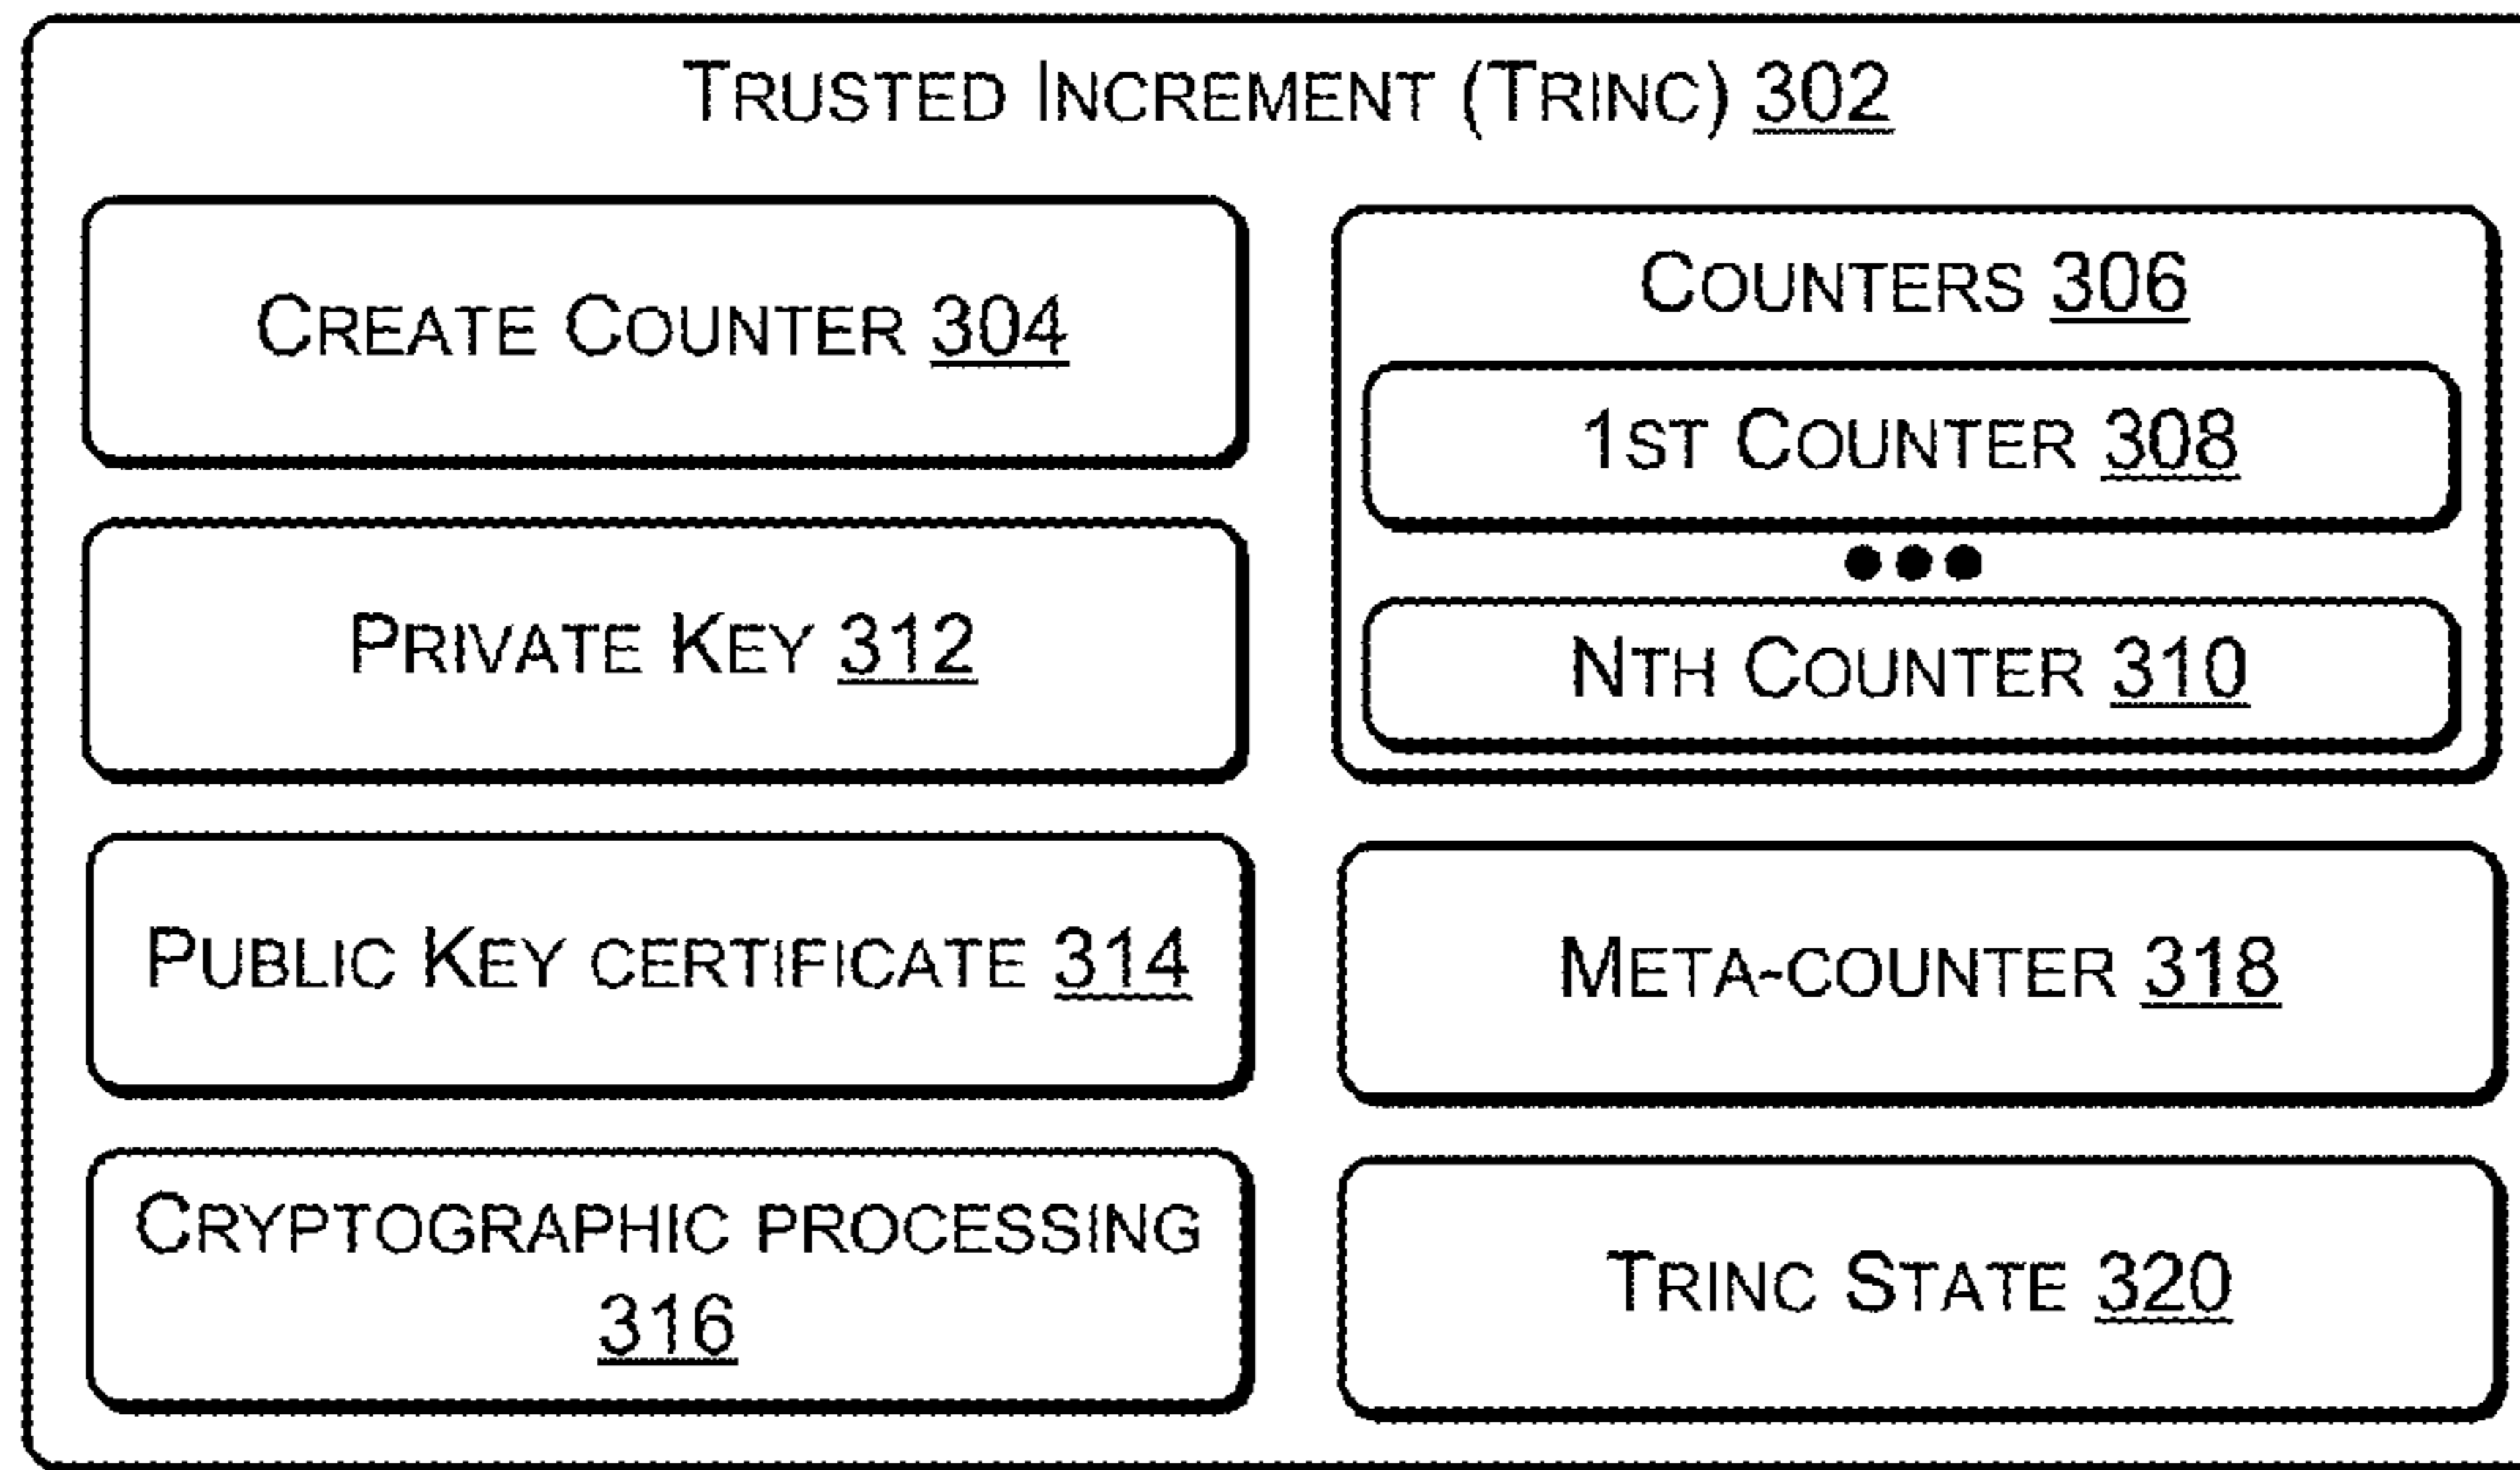 TRUSTED INCREMENT (TRINC) 302
CREATE COUNTER 304
COUNTERS 306
1ST COUNTER 308
NTH COUNTER 310
PRIVATE KEY 312
PUBLIC KEY CERTIFICATE 314
META-COUNTER 318
CRYPTOGRAPHIC PROCESSING
316
TRINC STATE 320